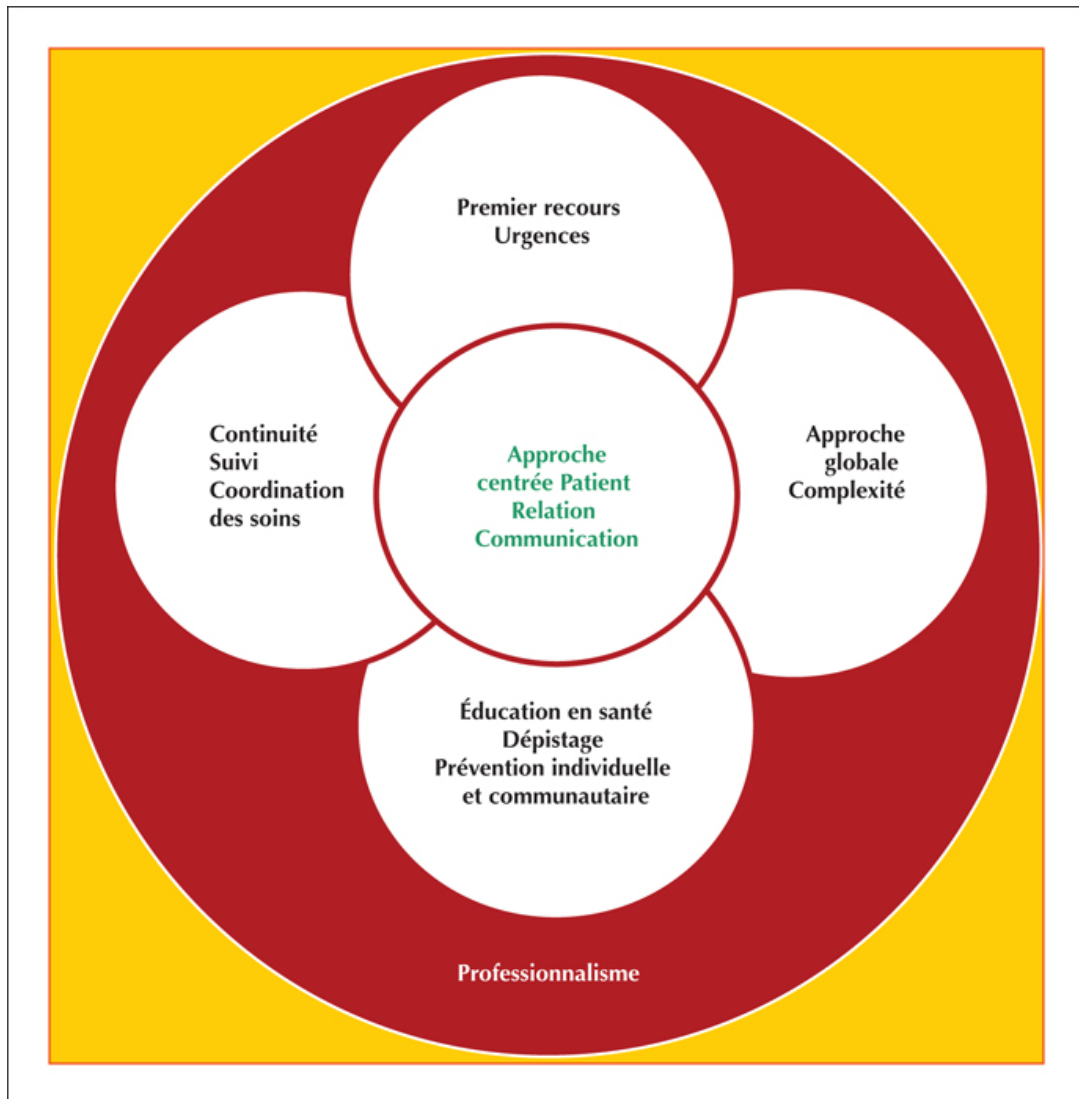 Premier recours
Urgences
Continuité
Suivi
Coordination
des soins
Approche
centrée Patient
Relation
Communication
Approche
globale
Complexité
Éducation en santé
Dépistage
Prévention individuelle
et communautaire
Professionnalisme